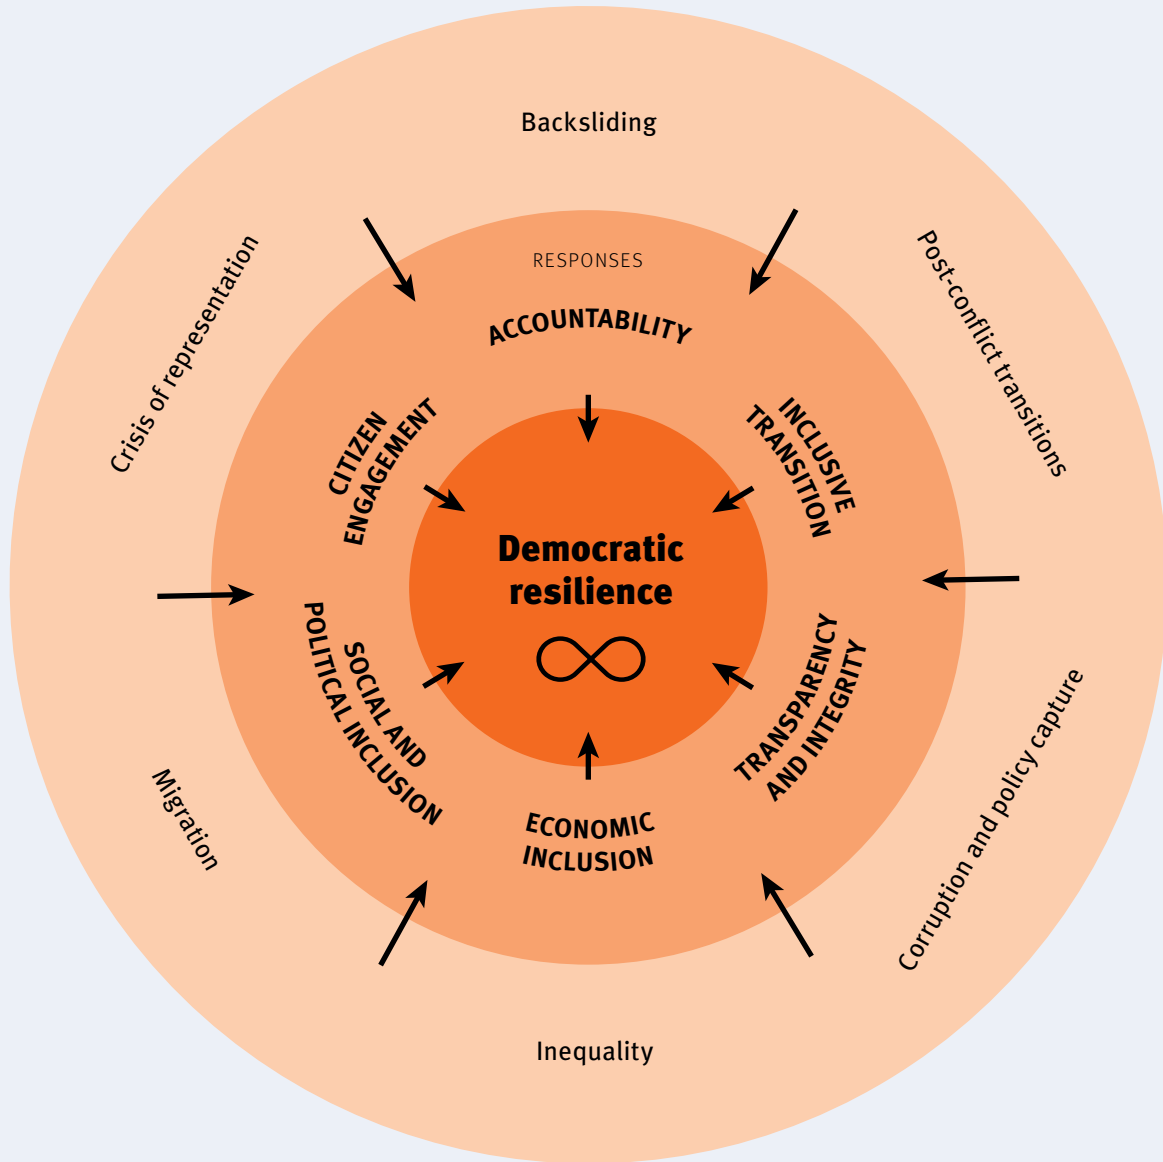 Backsliding
Crisis of representation
Post-conflict transitions
RESPONSES
ACCOUNTABILITY
CITIZEN
ENGAGEMENT
INCLUSIVE
TRANSITION
Democratic
resilience
SOCIAL AND
POLITICAL INCLUSION
TRANSPARENCY
AND INTEGRITY
ECONOMIC
INCLUSION
Migration
Corruption and policy capture
Inequality